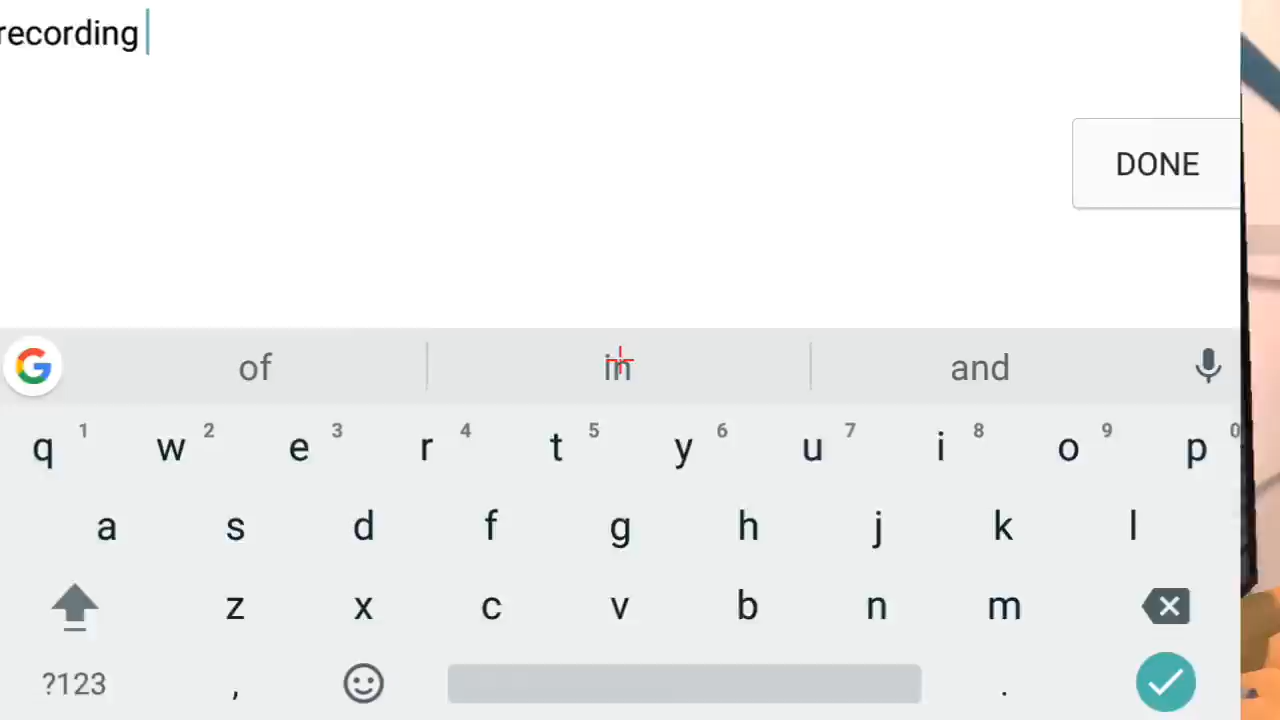 recording
DONE
G of in and
q 1 w 2 e 3 r 4 t 5 y 6 u 7 i 8 o 9 p 0
a s d f g h j k l
z x c v b n m
?123 , .